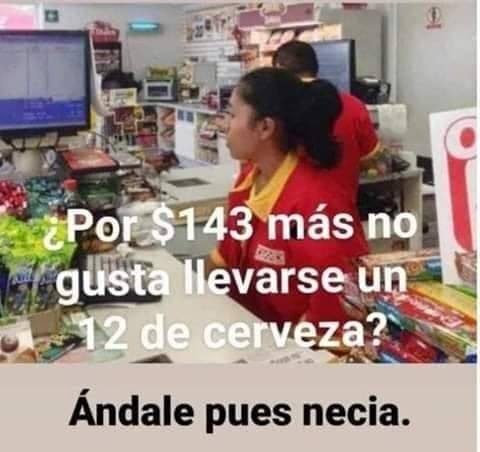 ¿Por $143 más no
gusta llevarse un
12 de cerveza?
Ándale pues necia.